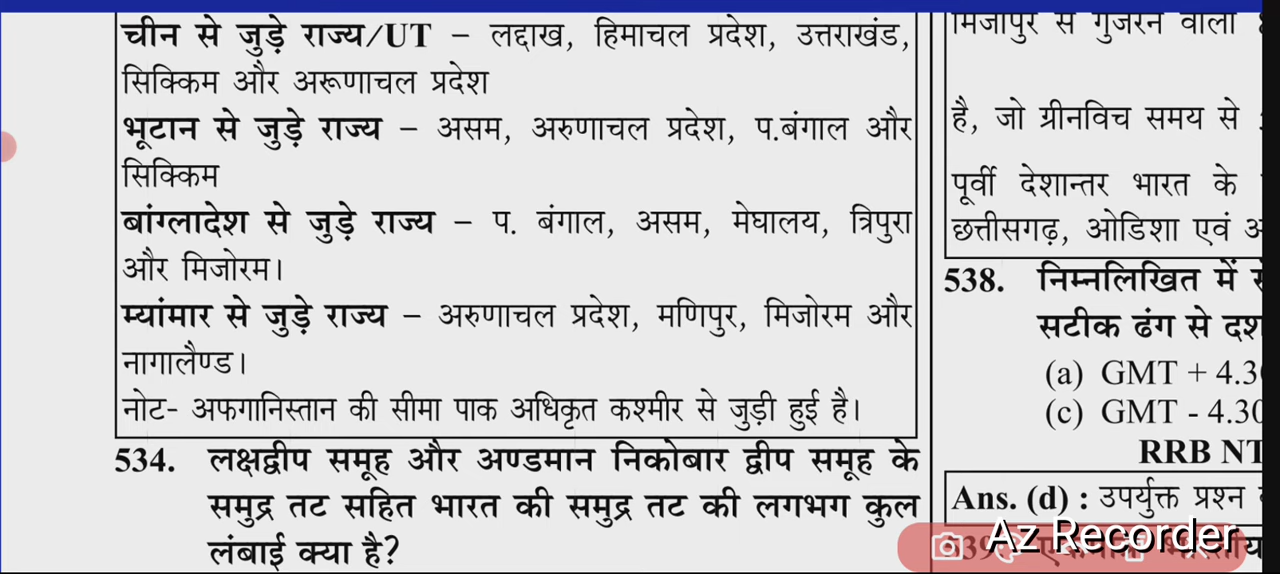 चीन से जुड़े राज्य/UT – लद्दाख, हिमाचल प्रदेश, उत्तराखंड,
सिक्किम और अरूणाचल प्रदेश
भूटान से जुड़े राज्य – असम, अरुणाचल प्रदेश, प.बंगाल और
सिक्किम
बांग्लादेश से जुड़े राज्य – प. बंगाल, असम, मेघालय, त्रिपुरा
और मिजोरम।
म्यांमार से जुड़े राज्य – अरुणाचल प्रदेश, मणिपुर, मिजोरम और
नागालैण्ड।
नोट- अफगानिस्तान की सीमा पाक अधिकृत कश्मीर से जुड़ी हुई है।
534. लक्षद्वीप समूह और अण्डमान निकोबार द्वीप समूह के
समुद्र तट सहित भारत की समुद्र तट की लगभग कुल
लंबाई क्या है?
मिर्जापुर से गुजरने वाली
है, जो ग्रीनविच समय से
पूर्वी देशान्तर भारत के
छत्तीसगढ़, ओडिशा एवं
538. निम्नलिखित में
सटीक ढंग से
(a) GMT + 4.3
(c) GMT - 4.30
RRB NT
Ans. (d) : उपर्युक्त प्रश्न
Az Recorder